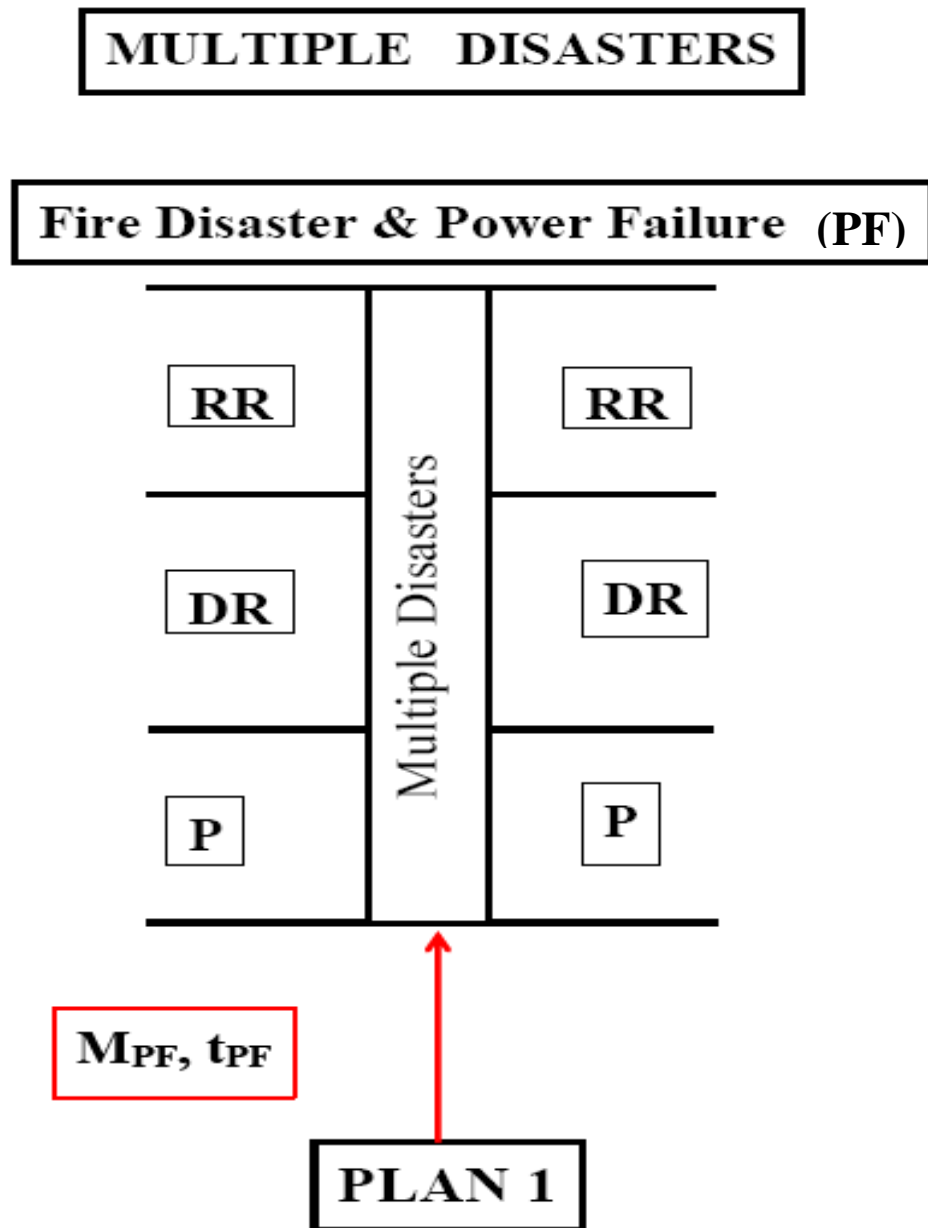 MULTIPLE DISASTERS
Fire Disaster & Power Failure (PF)
RR
RR
Multiple Disasters
DR
DR
P
P
MPF, tPF
PLAN 1